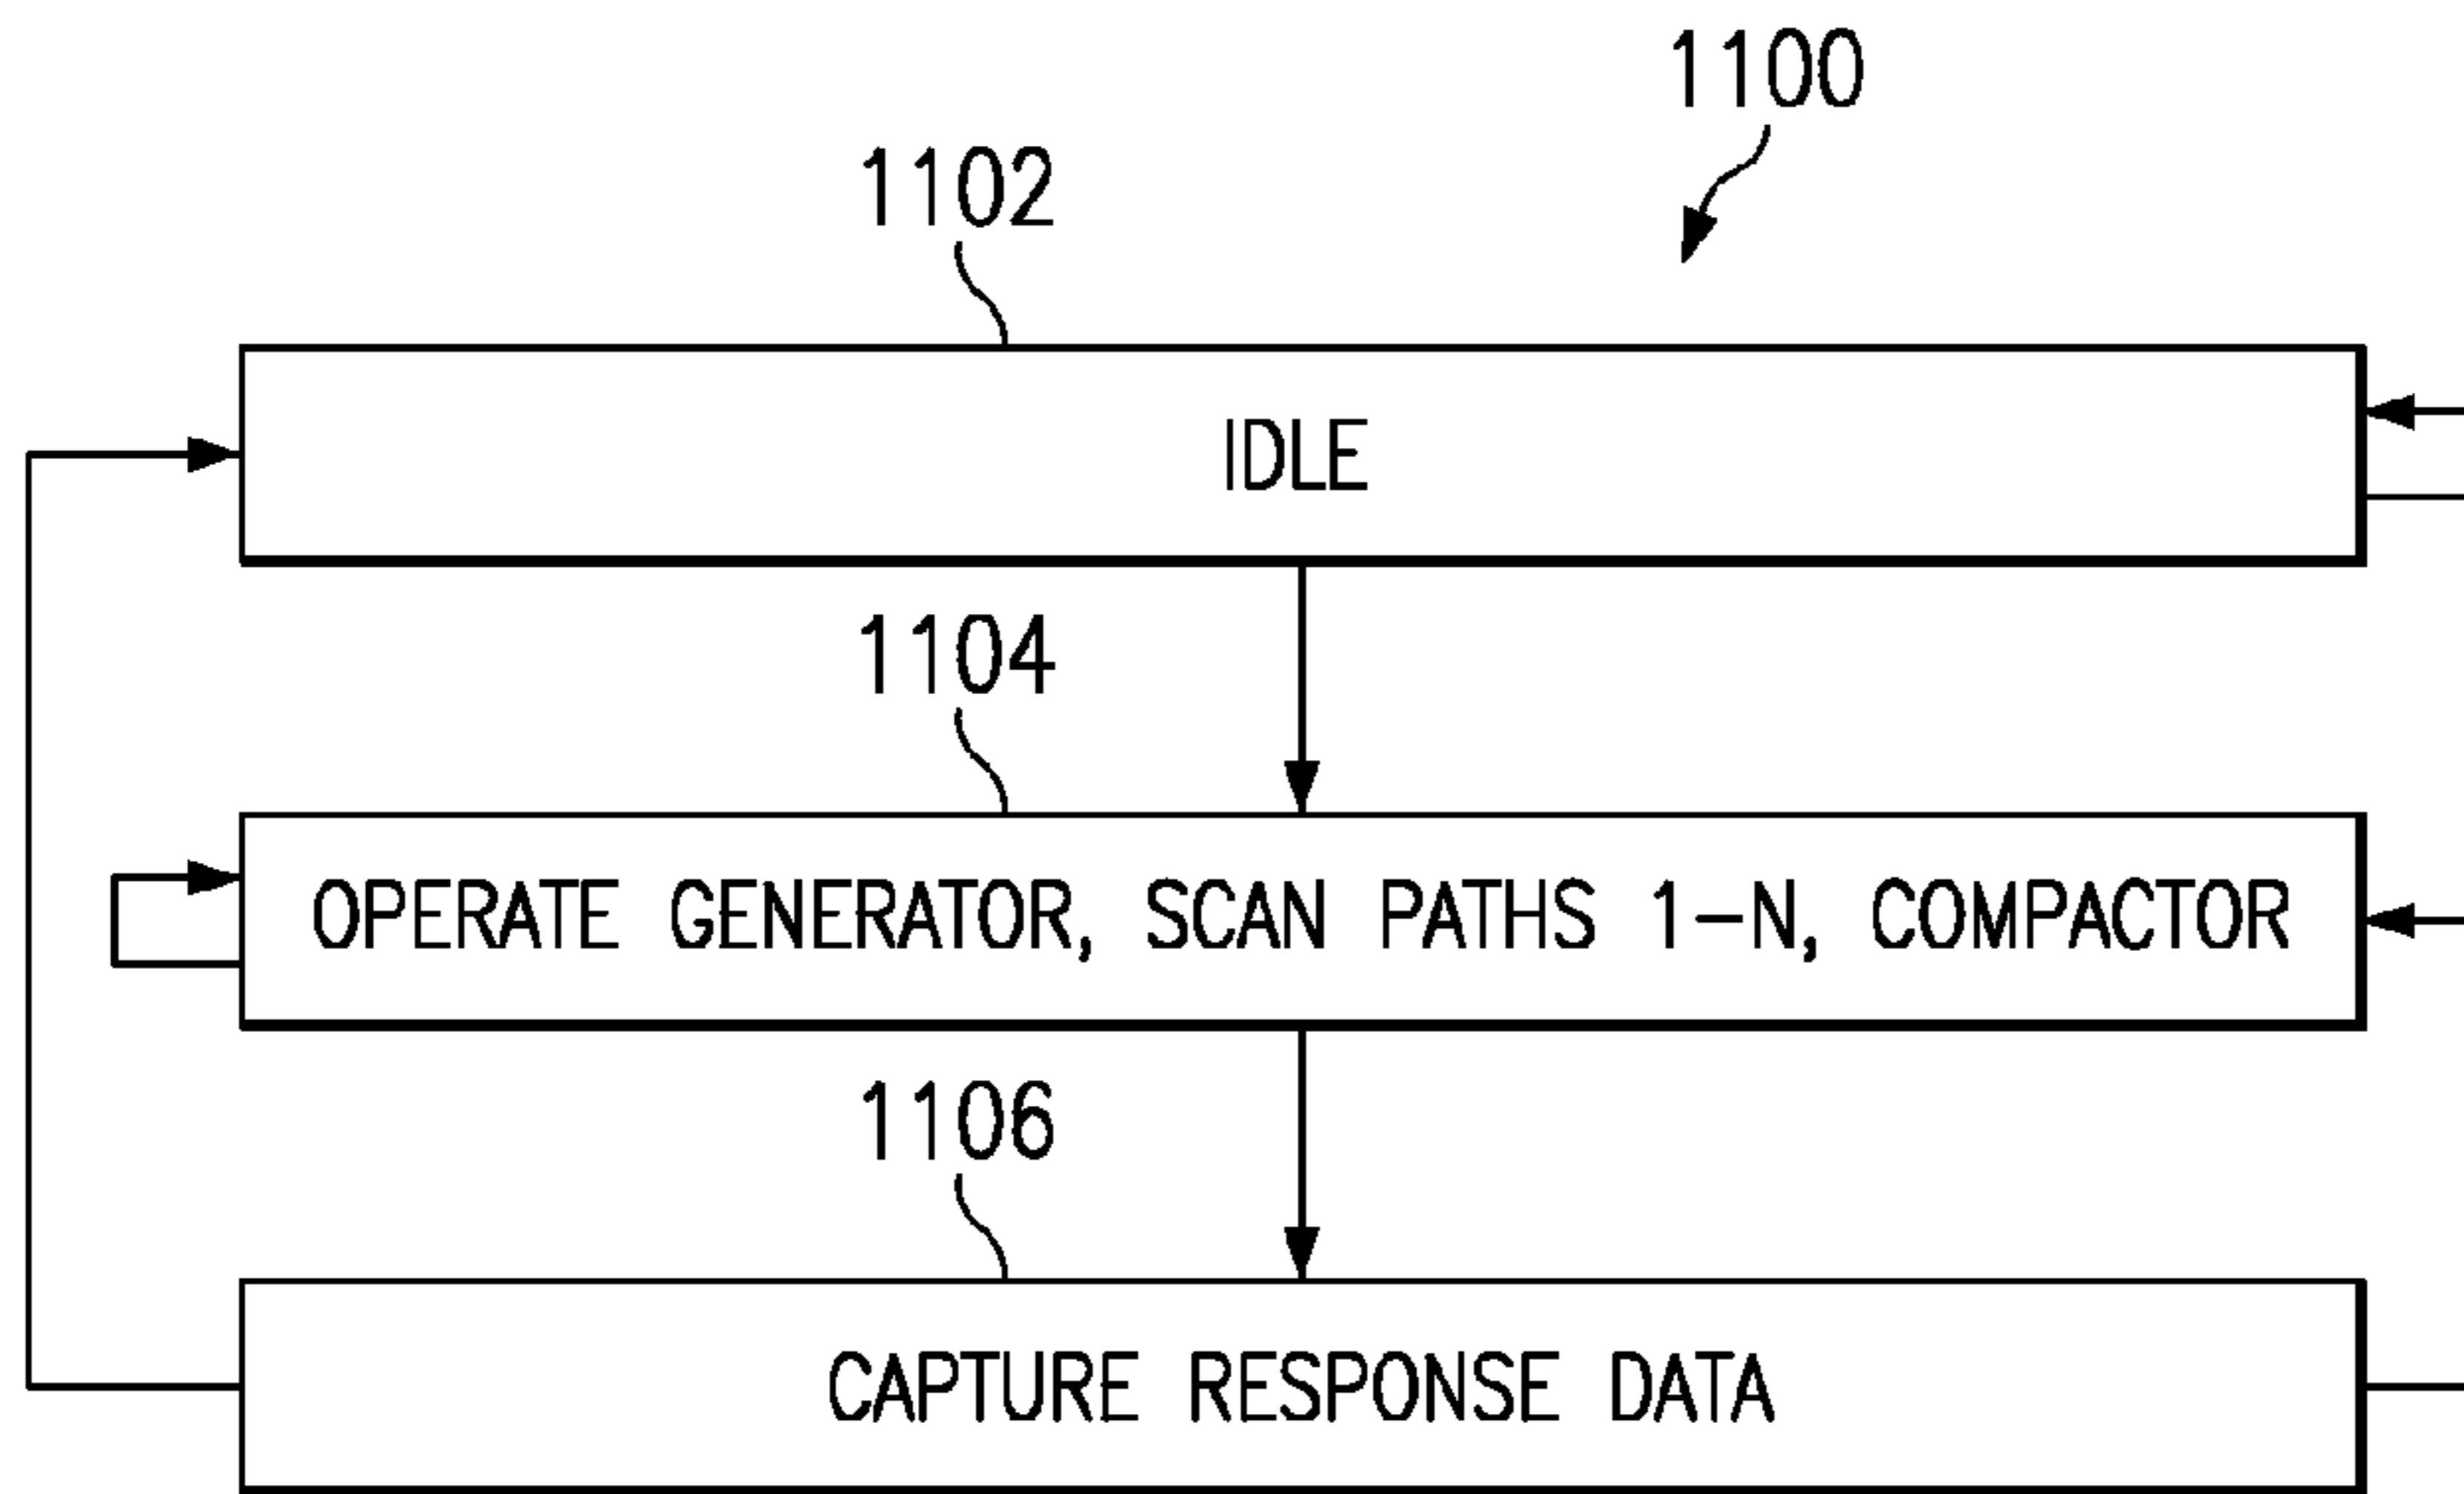 1100
1102
IDLE
1104
OPERATE GENERATOR, SCAN PATHS 1-N, COMPACTOR
1106
CAPTURE RESPONSE DATA